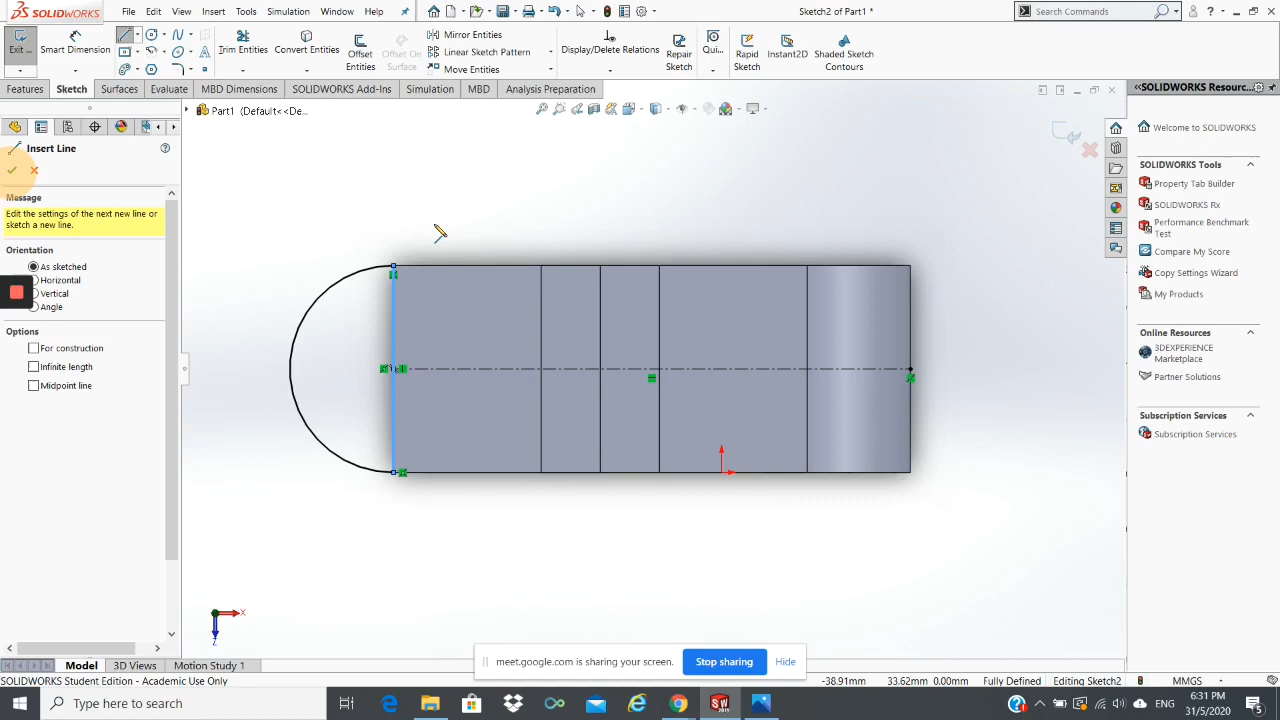 SOLIDWORKS
File Edit View Insert Tools Simulation Window Help
Sketch2 of Part1 *
Search Commands
Exit...
Smart Dimension
Trim Entities
Convert Entities
Offset Entities
Offset On Surface
Mirror Entities
Linear Sketch Pattern
Move Entities
Display/Delete Relations
Repair Sketch
Qui...
Rapid Sketch
Instant2D
Shaded Sketch Contours
Features Sketch Surfaces Evaluate MBD Dimensions SOLIDWORKS Add-Ins Simulation MBD Analysis Preparation
Part1 (Default<<De...
Insert Line
Message
Edit the settings of the next new line or
sketch a new line.
Orientation
As sketched
Horizontal
Vertical
Angle
Options
For construction
Infinite length
Midpoint line
X
Z
SOLIDWORKS Resourc...
Welcome to SOLIDWORKS
SOLIDWORKS Tools
Property Tab Builder
SOLIDWORKS Rx
Performance Benchmark
Test
Compare My Score
Copy Settings Wizard
My Products
Online Resources
3DEXPERIENCE
Marketplace
Partner Solutions
Subscription Services
Subscription Services
meet.google.com is sharing your screen. Stop sharing Hide
Model 3D Views Motion Study 1
SOLIDWORKS Student Edition - Academic Use Only
-38.91mm 33.62mm 0.00mm Fully Defined Editing Sketch2 MMGS
Type here to search
ENG
6:31 PM
31/5/2020